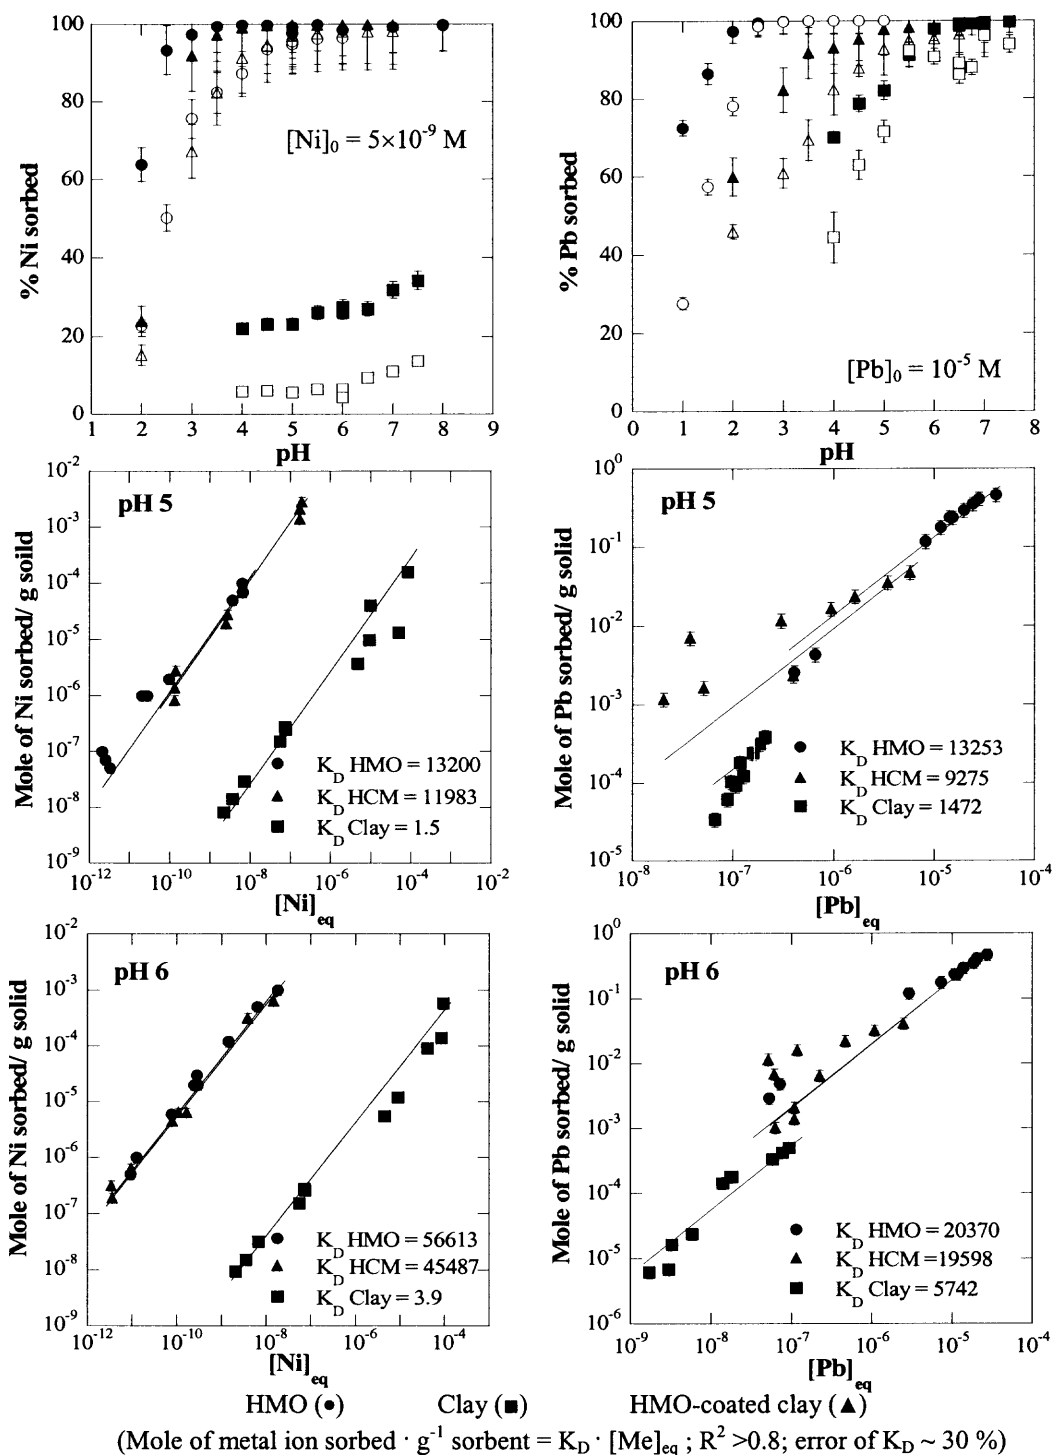 100
80
60
40
20
0
% Ni sorbed
[Ni]0 = 5×10-9 M
1 2 3 4 5 6 7 8 9
pH
100
80
60
40
20
0
% Pb sorbed
[Pb]0 = 10-5 M
0 1 2 3 4 5 6 7 8
pH
10-2
10-3
10-4
10-5
10-6
10-7
10-8
10-9
Mole of Ni sorbed/ g soild
pH 5
KD HMO = 13200
KD HCM = 11983
KD Clay = 1.5
10-12 10-10 10-8 10-6 10-4 10-2
[Ni]eq
100
10-1
10-2
10-3
10-4
10-5
Mole of Pb sorbed/ g solid
pH 5
KD HMO = 13253
KD HCM = 9275
KD Clay = 1472
10-8 10-7 10-6 10-5 10-4
[Pb]eq
10-2
10-3
10-4
10-5
10-6
10-7
10-8
10-9
Mole of Ni sorbed/ g solid
pH 6
KD HMO = 56613
KD HCM = 45487
KD Clay = 3.9
10-12 10-10 10-8 10-6 10-4
[Ni]eq
100
10-1
10-2
10-3
10-4
10-5
10-6
Mole of Pb sorbed/ g solid
pH 6
KD HMO = 20370
KD HCM =19598
KD Clay = 5742
10-9 10-8 10-7 10-6 10-5 10-4
[Pb]eq
HMO (●) Clay (■) HMO-coated clay (▲)
(Mole of metal ion sorbed · g-1 sorbent = KD · [Me]eq ; R2 >0.8; error of KD ~ 30 %)